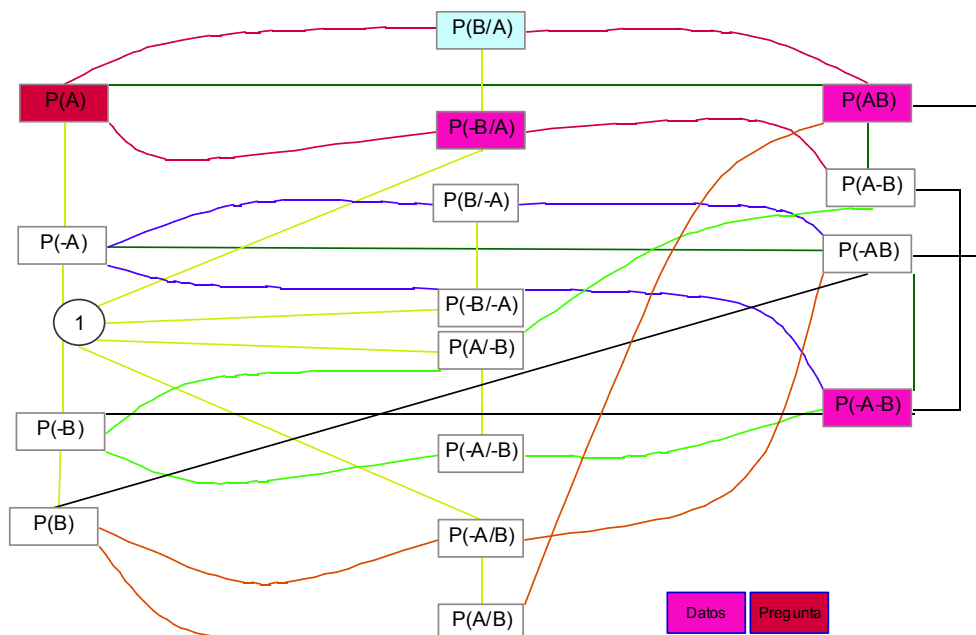 P(B/A)
P(A)
P(AB)
P(-B/A)
P(A-B)
P(B/-A)
P(-A)
P(-AB)
P(-B/-A)
1
P(A/-B)
P(-A-B)
P(-B)
P(-A/-B)
P(B)
P(-A/B)
P(A/B)
Datos
Pregunta